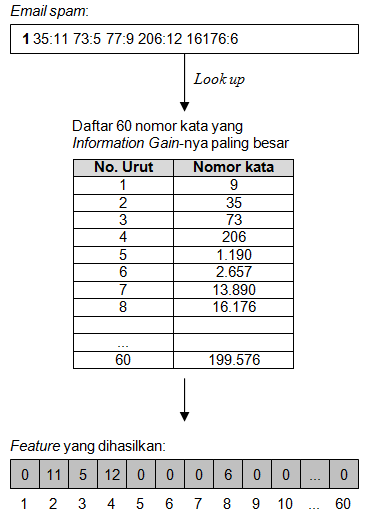 Email spam:
1 35:11 73:5 77:9 206:12 16176:6
Look up
Daftar 60 nomor kata yang
Information Gain-nya paling besar
No. Urut Nomor kata
1 9
2 35
3 73
4 206
5 1.190
6 2.657
7 13.890
8 16.176
...
60 199.576
Feature yang dihasilkan:
0 11 5 12 0 0 0 6 0 0 ... 0
1 2 3 4 5 6 7 8 9 10 ... 60